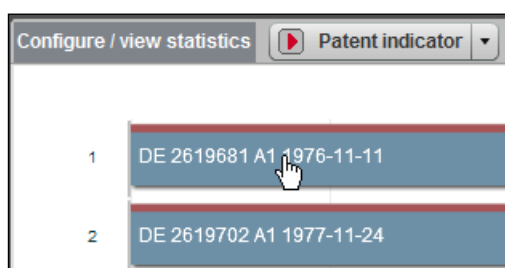 Configure / view statistics Patent indicator
1 DE 2619681 A1 1976-11-11
2 DE 2619702 A1 1977-11-24